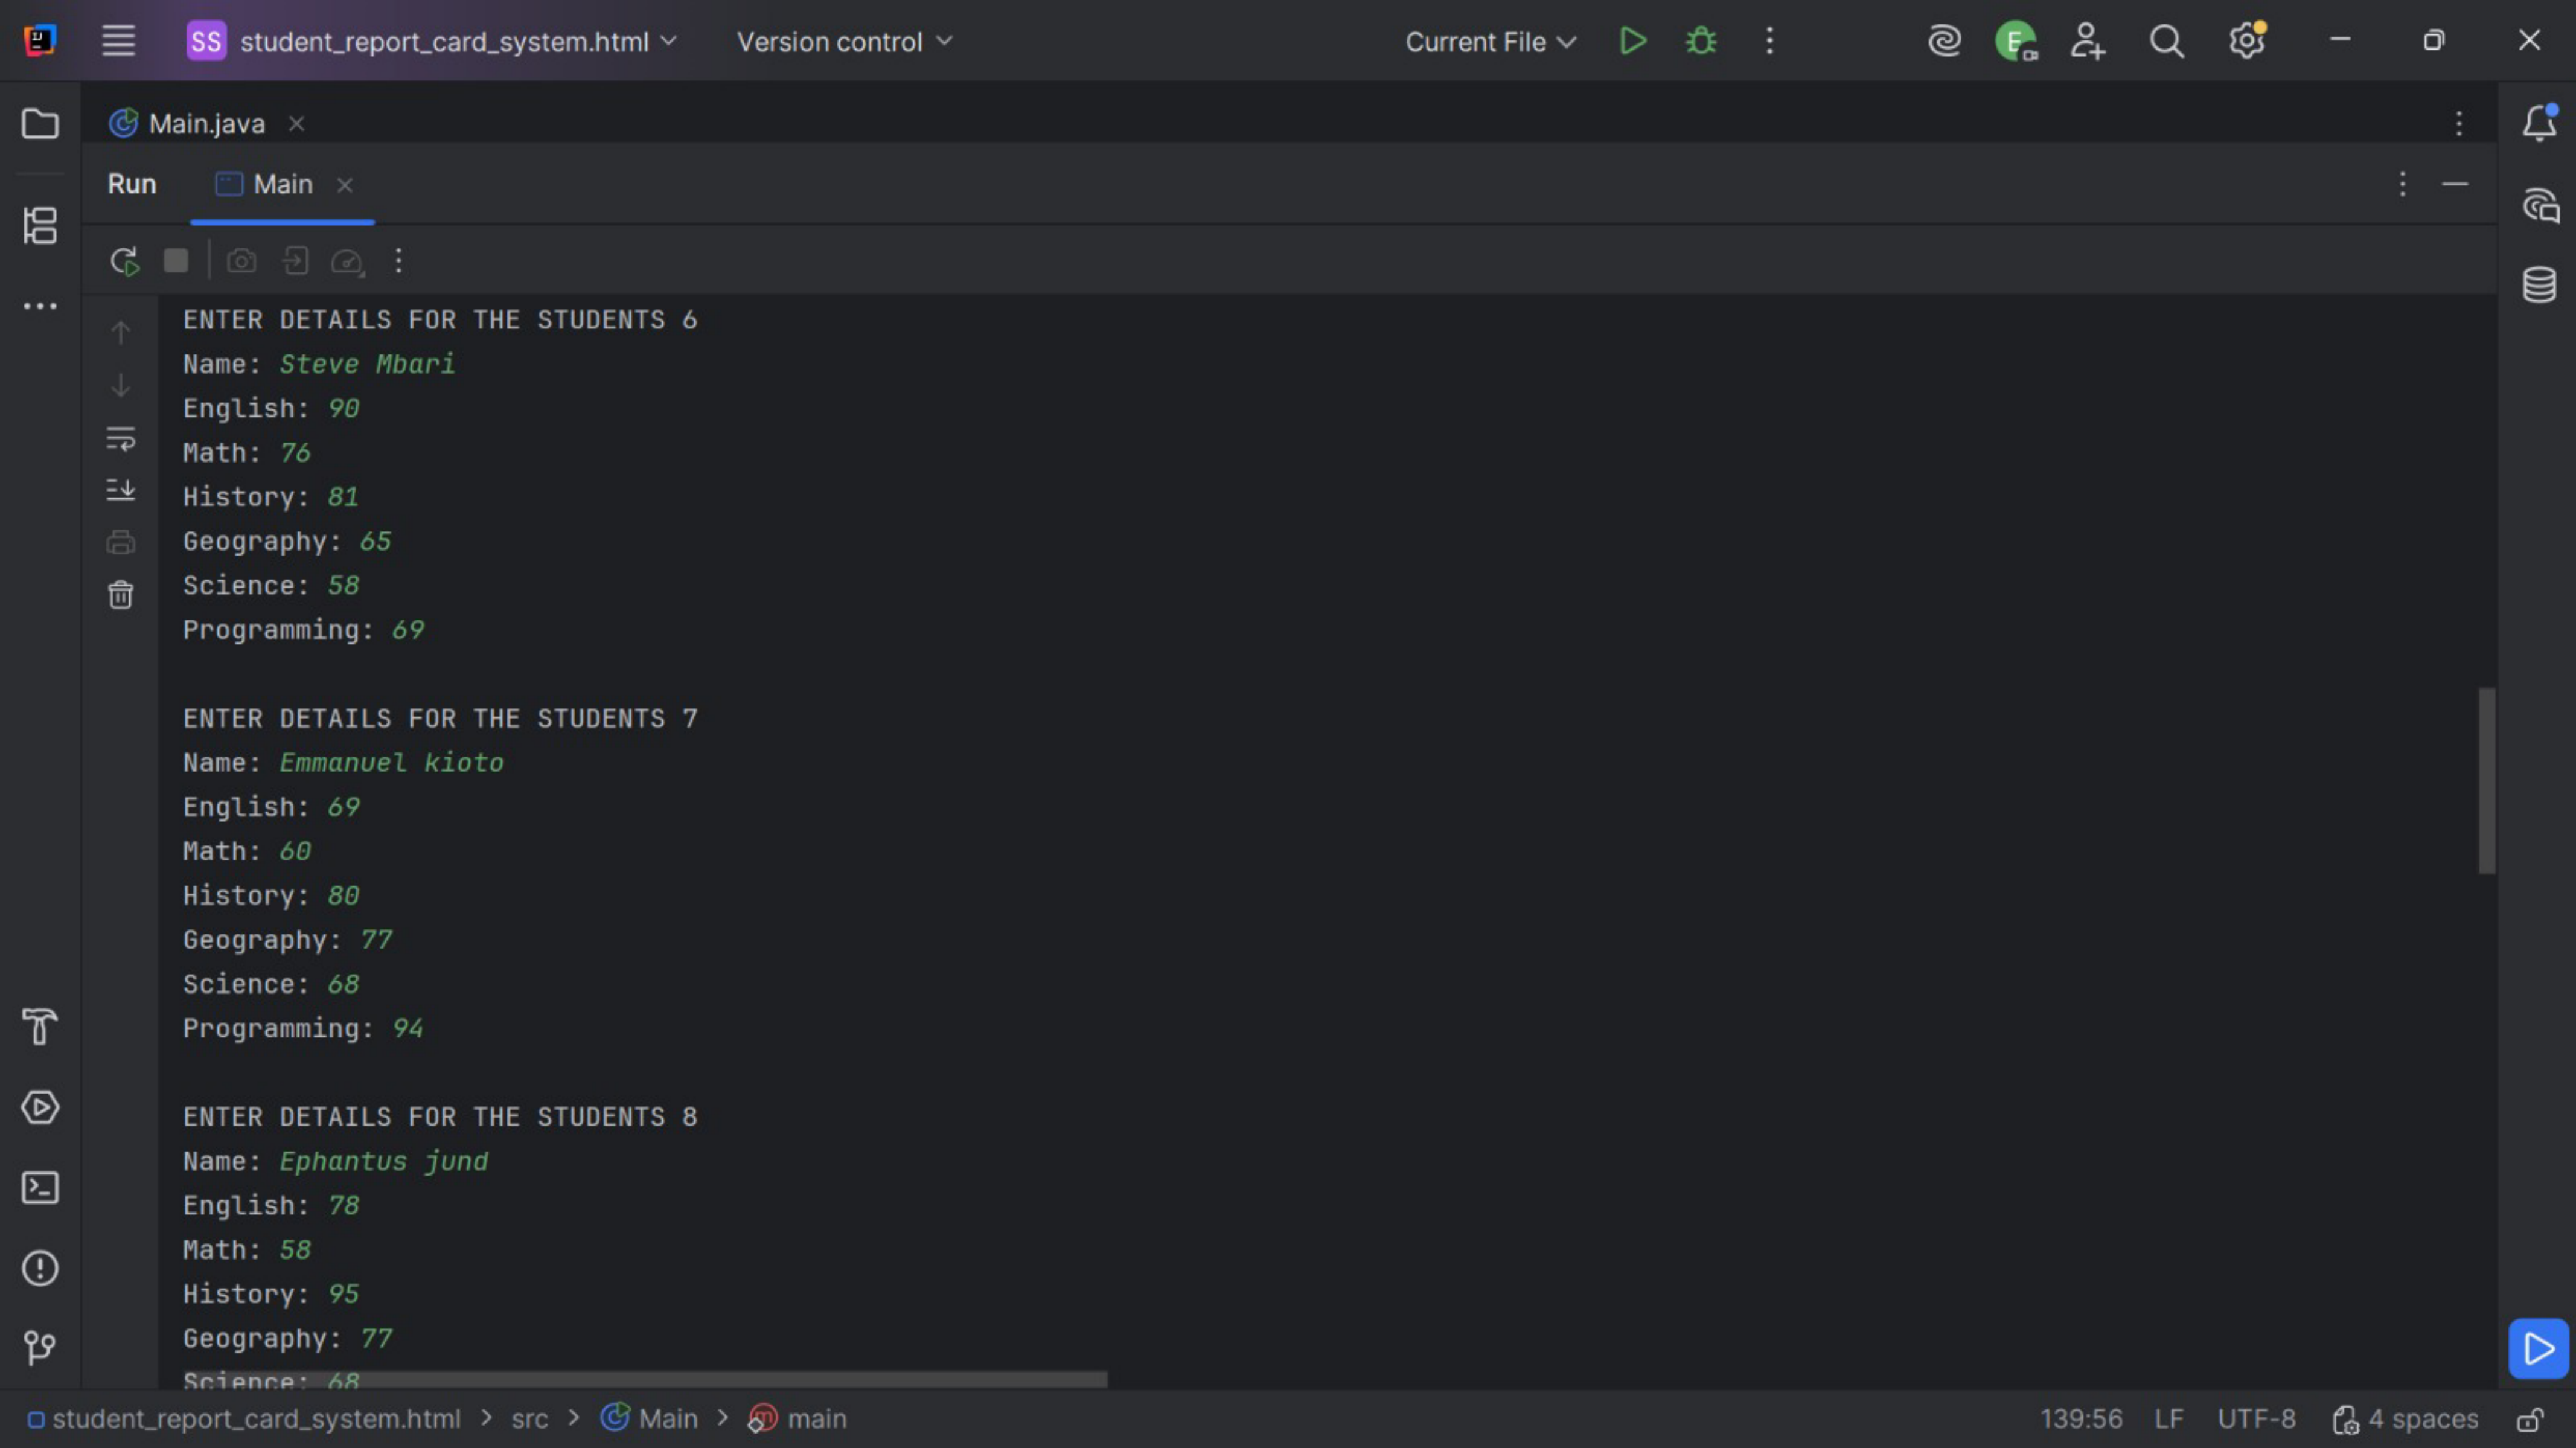 SS student_report_card_system.html Version control Current File E
Main.java
Run Main
ENTER DETAILS FOR THE STUDENTS 6
Name: Steve Mbari
English: 90
Math: 76
History: 81
Geography: 65
Science: 58
Programming: 69
ENTER DETAILS FOR THE STUDENTS 7
Name: Emmanuel kioto
English: 69
Math: 60
History: 80
Geography: 77
Science: 68
Programming: 94
ENTER DETAILS FOR THE STUDENTS 8
Name: Ephantus jund
English: 78
Math: 58
History: 95
Geography: 77
Science: 68
student_report_card_system.html > src > Main > main 139:56 LF UTF-8 4 spaces